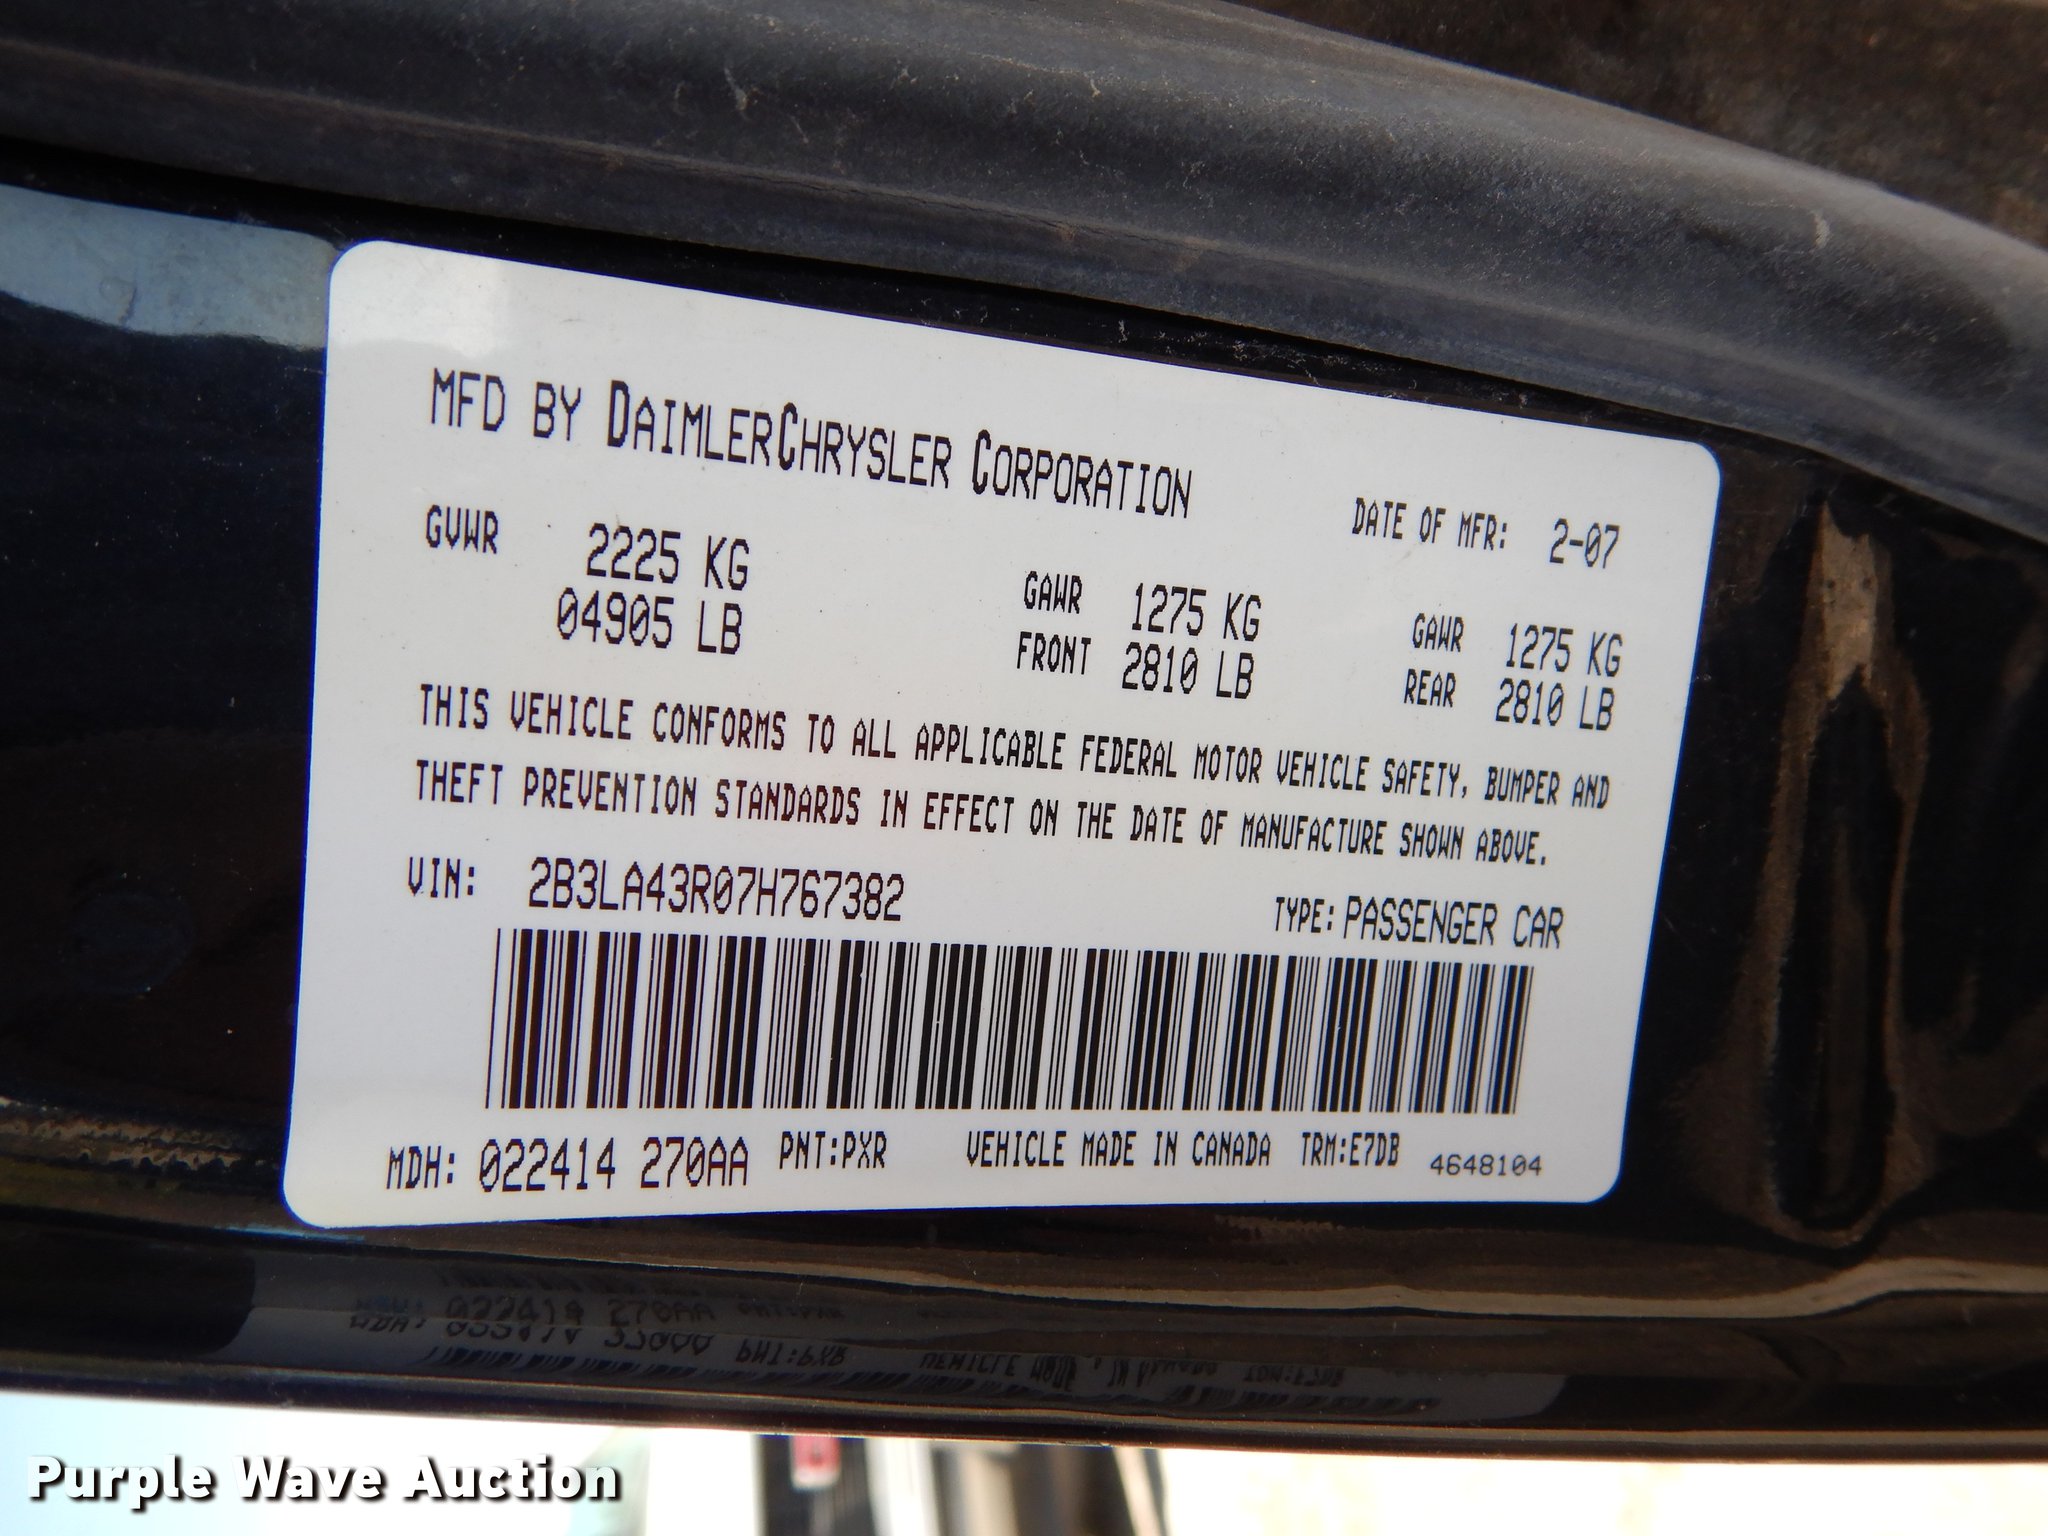 MFD BY DAIMLERCHRYSLER CORPORATION
DATE OF MFR: 2-07
GVWR 2225 KG
04905 LB
GAWR 1275 KG
FRONT 2810 LB
GAWR 1275 KG
REAR 2810 LB
THIS VEHICLE CONFORMS TO ALL APPLICABLE FEDERAL MOTOR VEHICLE SAFETY, BUMPER AND
THEFT PREVENTION STANDARDS IN EFFECT ON THE DATE OF MANUFACTURE SHOWN ABOVE.
VIN: 2B3LA43R07H767382
TYPE: PASSENGER CAR
MDH: 022414 270AA PNT:PXR VEHICLE MADE IN CANADA TRM:E7DB 4648104
Purple Wave Auction